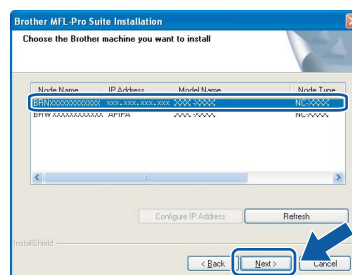 Brother MFL-Pro Suite Installation
Choose the Brother machine you want to install
Node Name IP Address Model Name Node Type
BRNXXXXXXXXXXXX xxx.xxx.xxx.xxx XXX-XXXX NC-XXXX
BRWXXXXXXXXXXXX APIPA XXX-XXXX NC-XXXX
Configure IP Address Refresh
InstallShield
< Back Next > Cancel